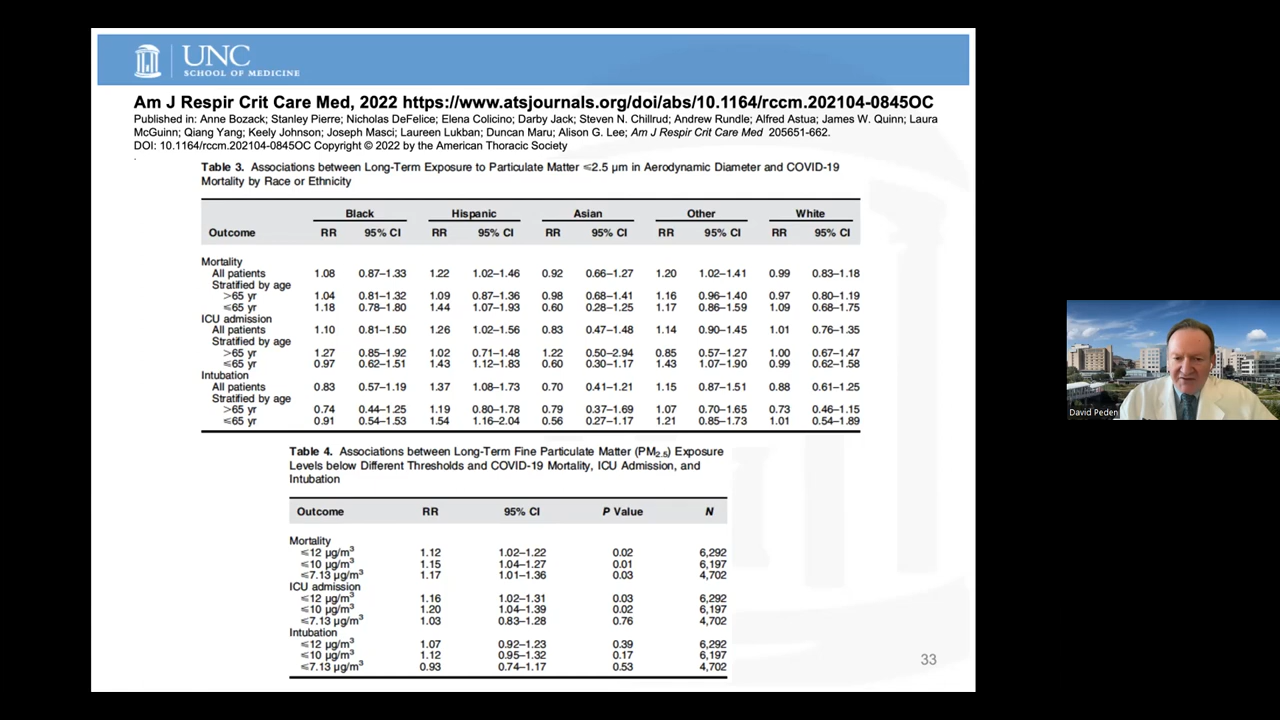 UNC
SCHOOL OF MEDICINE
Am J Respir Crit Care Med, 2022 https://www.atsjournals.org/doi/abs/10.1164/rccm.202104-0845OC
Published in: Anne Bozack; Stanley Pierre; Nicholas DeFelice; Elena Colicino; Darby Jack; Steven N. Chillrud; Andrew Rundle; Alfred Astua; James W. Quinn; Laura
McGuinn; Qiang Yang; Keely Johnson; Joseph Masci; Laureen Lukban; Duncan Maru; Alison G. Lee; Am J Respir Crit Care Med 205651-662.
DOI: 10.1164/rccm.202104-0845OC Copyright © 2022 by the American Thoracic Society
.
Table 3. Associations between Long-Term Exposure to Particulate Matter ≤2.5 μm in Aerodynamic Diameter and COVID-19
Mortality by Race or Ethnicity
Black Hispanic Asian Other White
Outcome RR 95% CI RR 95% CI RR 95% CI RR 95% CI RR 95% CI
Mortality
All patients 1.08 0.87–1.33 1.22 1.02–1.46 0.92 0.66–1.27 1.20 1.02–1.41 0.99 0.83–1.18
Stratified by age
>65 yr 1.04 0.81–1.32 1.09 0.87–1.36 0.98 0.68–1.41 1.16 0.96–1.40 0.97 0.80–1.19
≤65 yr 1.18 0.78–1.80 1.44 1.07–1.93 0.60 0.28–1.25 1.17 0.86–1.59 1.09 0.68–1.75
ICU admission
All patients 1.10 0.81–1.50 1.26 1.02–1.56 0.83 0.47–1.48 1.14 0.90–1.45 1.01 0.76–1.35
Stratified by age
>65 yr 1.27 0.85–1.92 1.02 0.71–1.48 1.22 0.50–2.94 0.85 0.57–1.27 1.00 0.67–1.47
≤65 yr 0.97 0.62–1.51 1.43 1.12–1.83 0.60 0.30–1.17 1.43 1.07–1.90 0.99 0.62–1.58
Intubation
All patients 0.83 0.57–1.19 1.37 1.08–1.73 0.70 0.41–1.21 1.15 0.87–1.51 0.88 0.61–1.25
Stratified by age
>65 yr 0.74 0.44–1.25 1.19 0.80–1.78 0.79 0.37–1.69 1.07 0.70–1.65 0.73 0.46–1.15
≤65 yr 0.91 0.54–1.53 1.54 1.16–2.04 0.56 0.27–1.17 1.21 0.85–1.73 1.01 0.54–1.89
Table 4. Associations between Long-Term Fine Particulate Matter (PM2.5) Exposure
Levels below Different Thresholds and COVID-19 Mortality, ICU Admission, and
Intubation
Outcome RR 95% CI P Value N
Mortality
≤12 μg/m³ 1.12 1.02–1.22 0.02 6,292
≤10 μg/m³ 1.15 1.04–1.27 0.01 6,197
≤7.13 μg/m³ 1.17 1.01–1.36 0.03 4,702
ICU admission
≤12 μg/m³ 1.16 1.02–1.31 0.03 6,292
≤10 μg/m³ 1.20 1.04–1.39 0.02 6,197
≤7.13 μg/m³ 1.03 0.83–1.28 0.76 4,702
Intubation
≤12 μg/m³ 1.07 0.92–1.23 0.39 6,292
≤10 μg/m³ 1.12 0.95–1.32 0.17 6,197
≤7.13 μg/m³ 0.93 0.74–1.17 0.53 4,702
33
David Peden